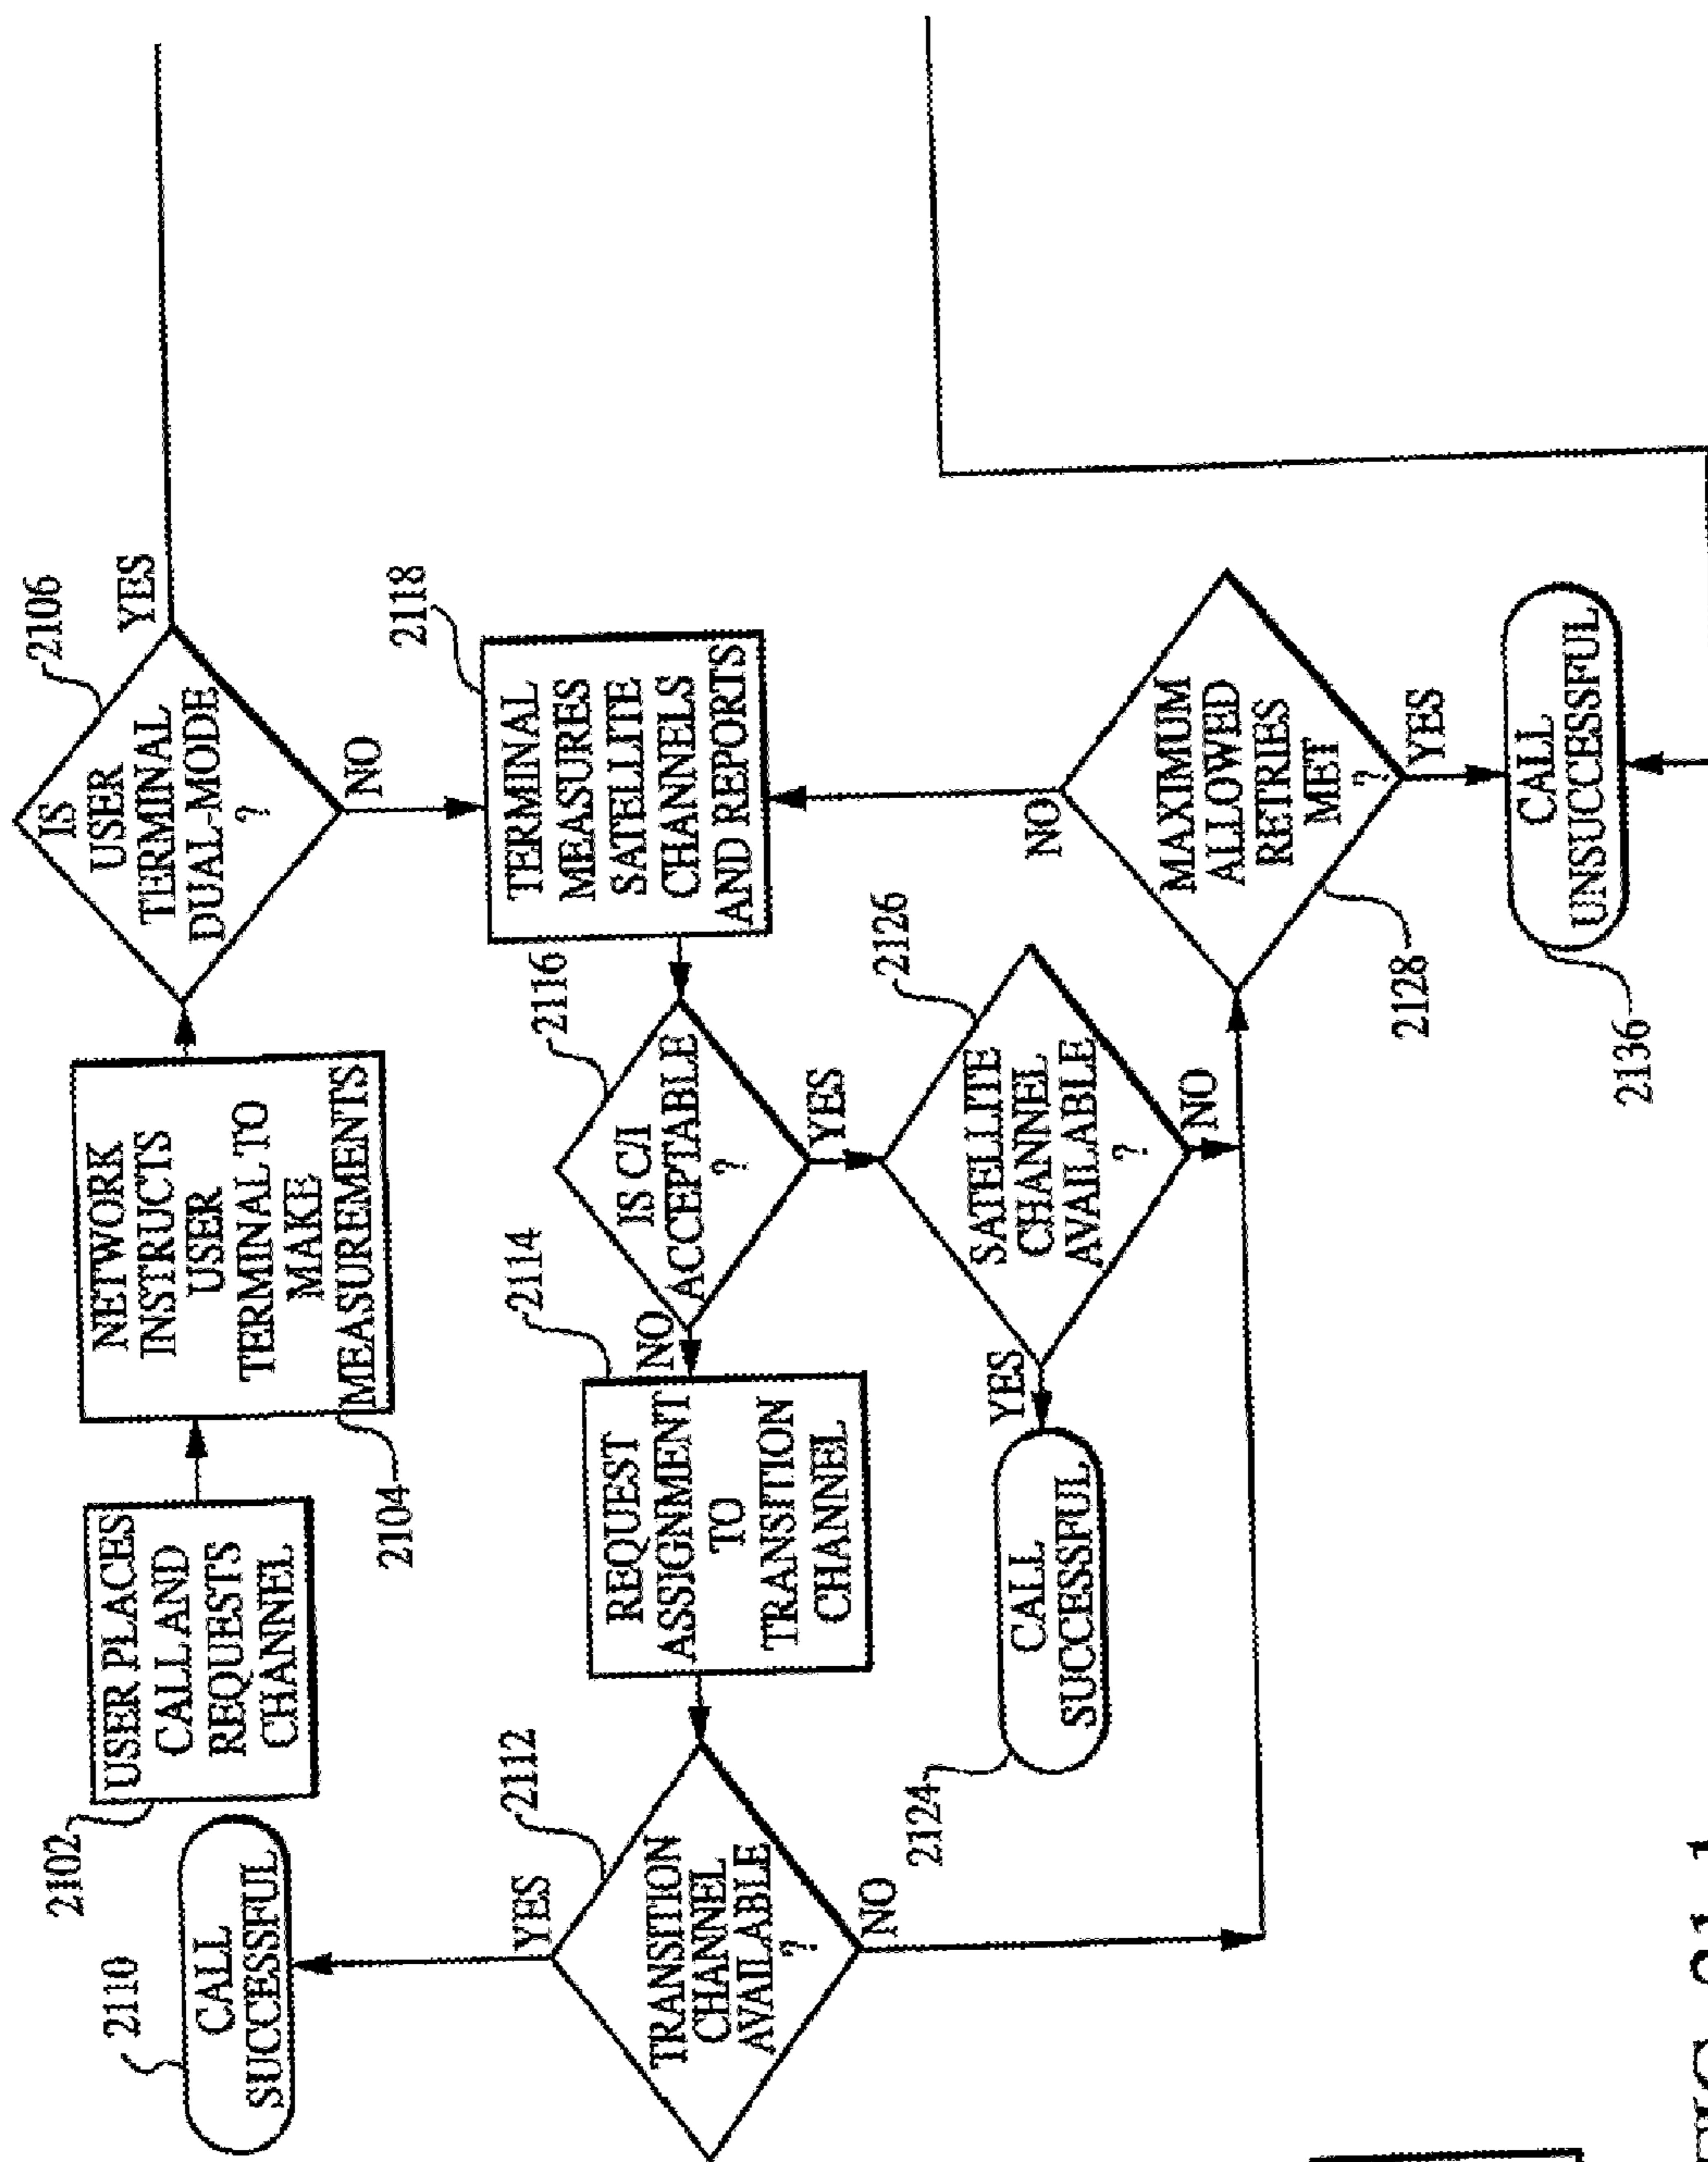 2110
CALL
SUCCESSFUL
2102
USER PLACES
CALL AND
REQUESTS
CHANNEL
2104
NETWORK
INSTRUCTS
USER
TERMINAL TO
MAKE
MEASUREMENTS
2106
IS
USER
TERMINAL
DUAL-MODE
?
YES
NO
2118
TERMINAL
MEASURES
SATELLITE
CHANNELS
AND REPORTS
2116
IS C/I
ACCEPTABLE
?
NO
YES
2114
REQUEST
ASSIGNMENT
TO
TRANSITION
CHANNEL
2112
TRANSITION
CHANNEL
AVAILABLE
?
YES
NO
2126
SATELLITE
CHANNEL
AVAILABLE
?
YES
NO
2124
CALL
SUCCESSFUL
2128
MAXIMUM
ALLOWED
RETRIES
MET
?
NO
YES
2136
CALL
UNSUCCESSFUL